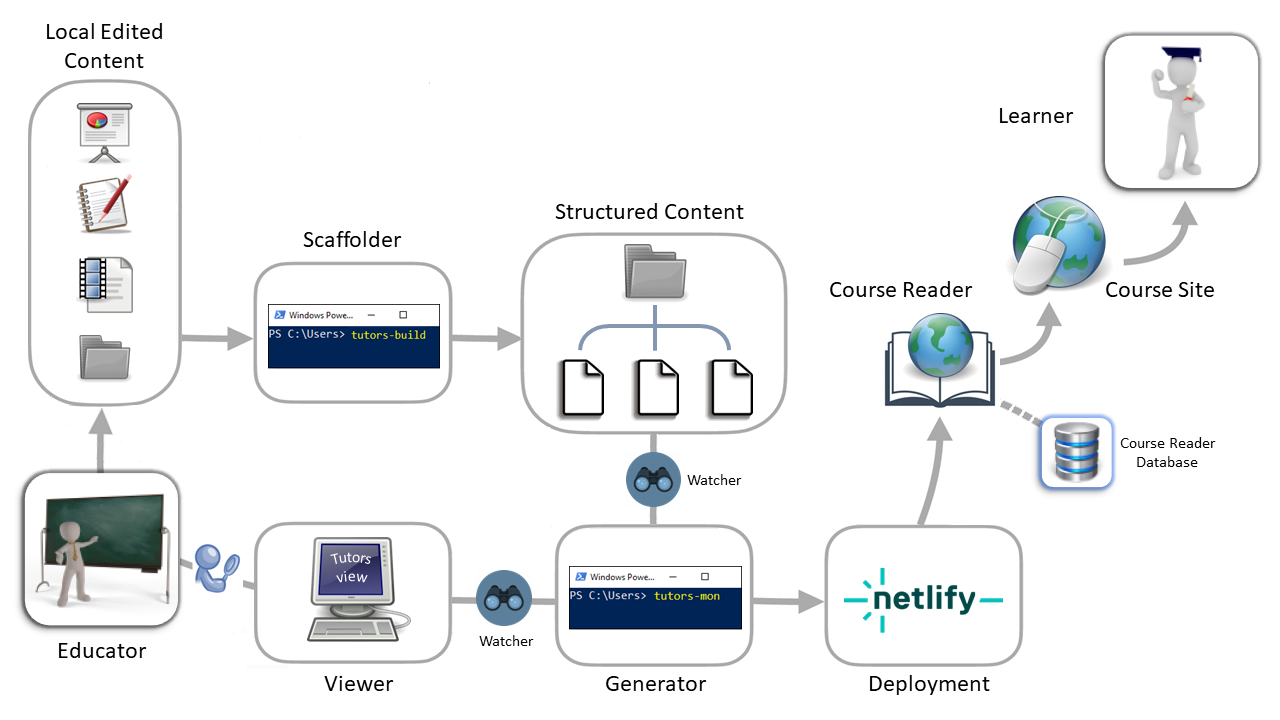 Local Edited
Content
Learner
Structured Content
Scaffolder
Course Reader
Course Site
Windows Powe...
PS C:\Users> tutors-build
Course Reader
Database
Watcher
Tutors
view
Windows Powe...
PS C:\Users> tutors-mon
netlify
Watcher
Educator
Viewer
Generator
Deployment